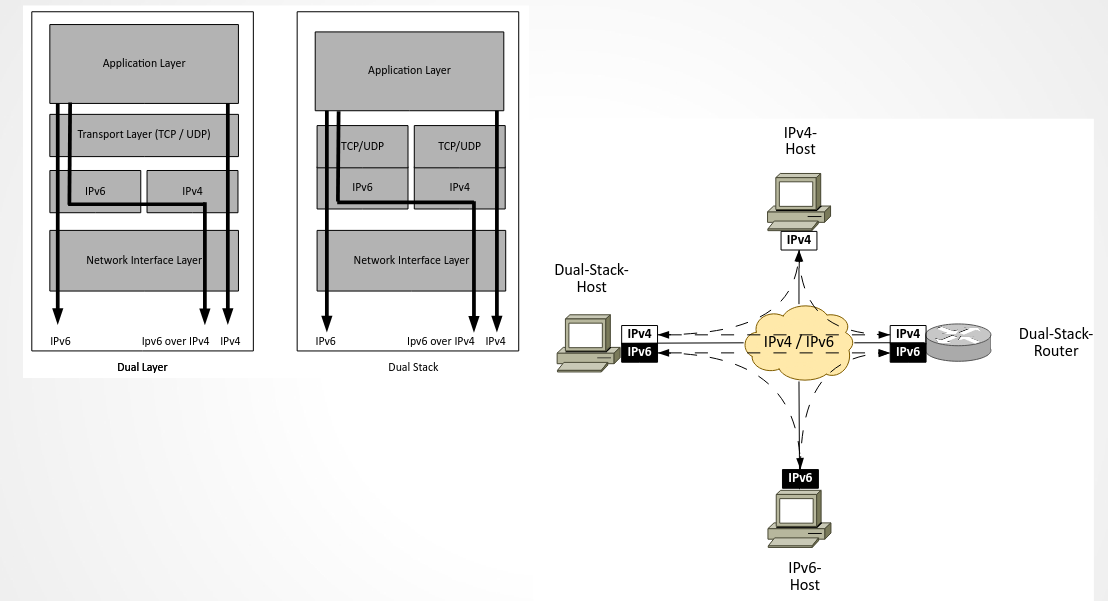 Application Layer
Transport Layer (TCP / UDP)
IPv6
IPv4
Network Interface Layer
IPv6
Ipv6 over IPv4
IPv4
Dual Layer
Application Layer
TCP/UDP
TCP/UDP
IPv6
IPv4
Network Interface Layer
IPv6
Ipv6 over IPv4
IPv4
Dual Stack
IPv4-
Host
IPv4
Dual-Stack-
Host
IPv4
IPv6
IPv4 / IPv6
IPv4
IPv6
Dual-Stack-
Router
IPv6
IPv6-
Host